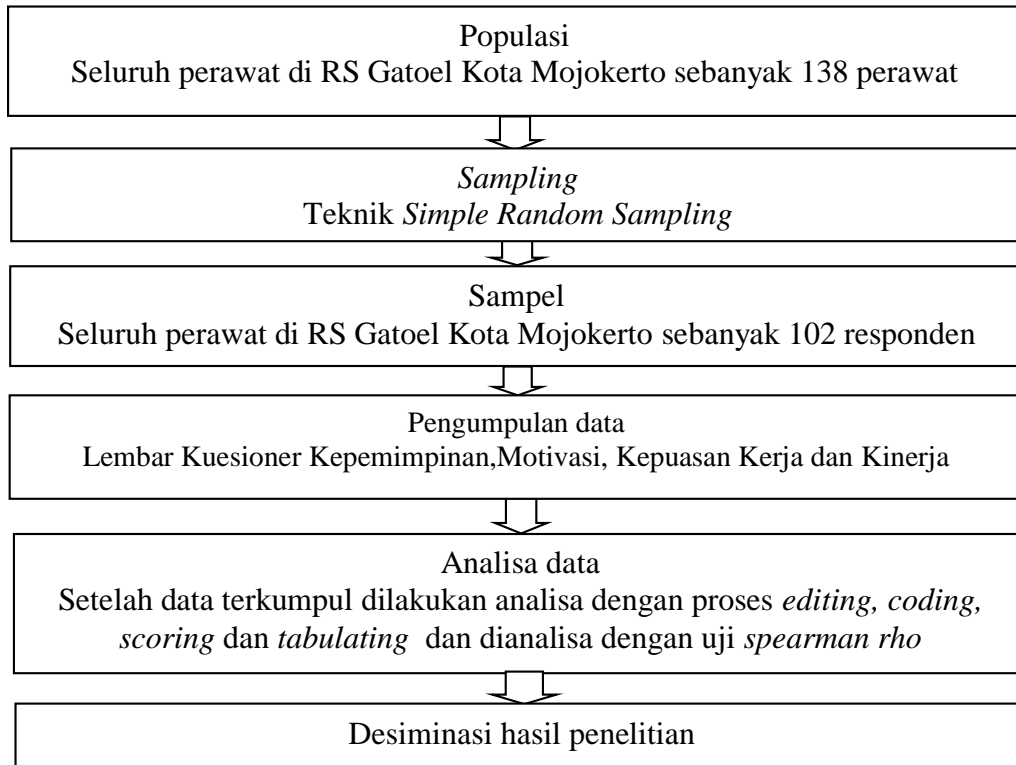 Populasi
Seluruh perawat di RS Gatoel Kota Mojokerto sebanyak 138 perawat
Sampling
Teknik Simple Random Sampling
Sampel
Seluruh perawat di RS Gatoel Kota Mojokerto sebanyak 102 responden
Pengumpulan data
Lembar Kuesioner Kepemimpinan,Motivasi, Kepuasan Kerja dan Kinerja
Analisa data
Setelah data terkumpul dilakukan analisa dengan proses editing, coding,
scoring dan tabulating dan dianalisa dengan uji spearman rho
Desiminasi hasil penelitian